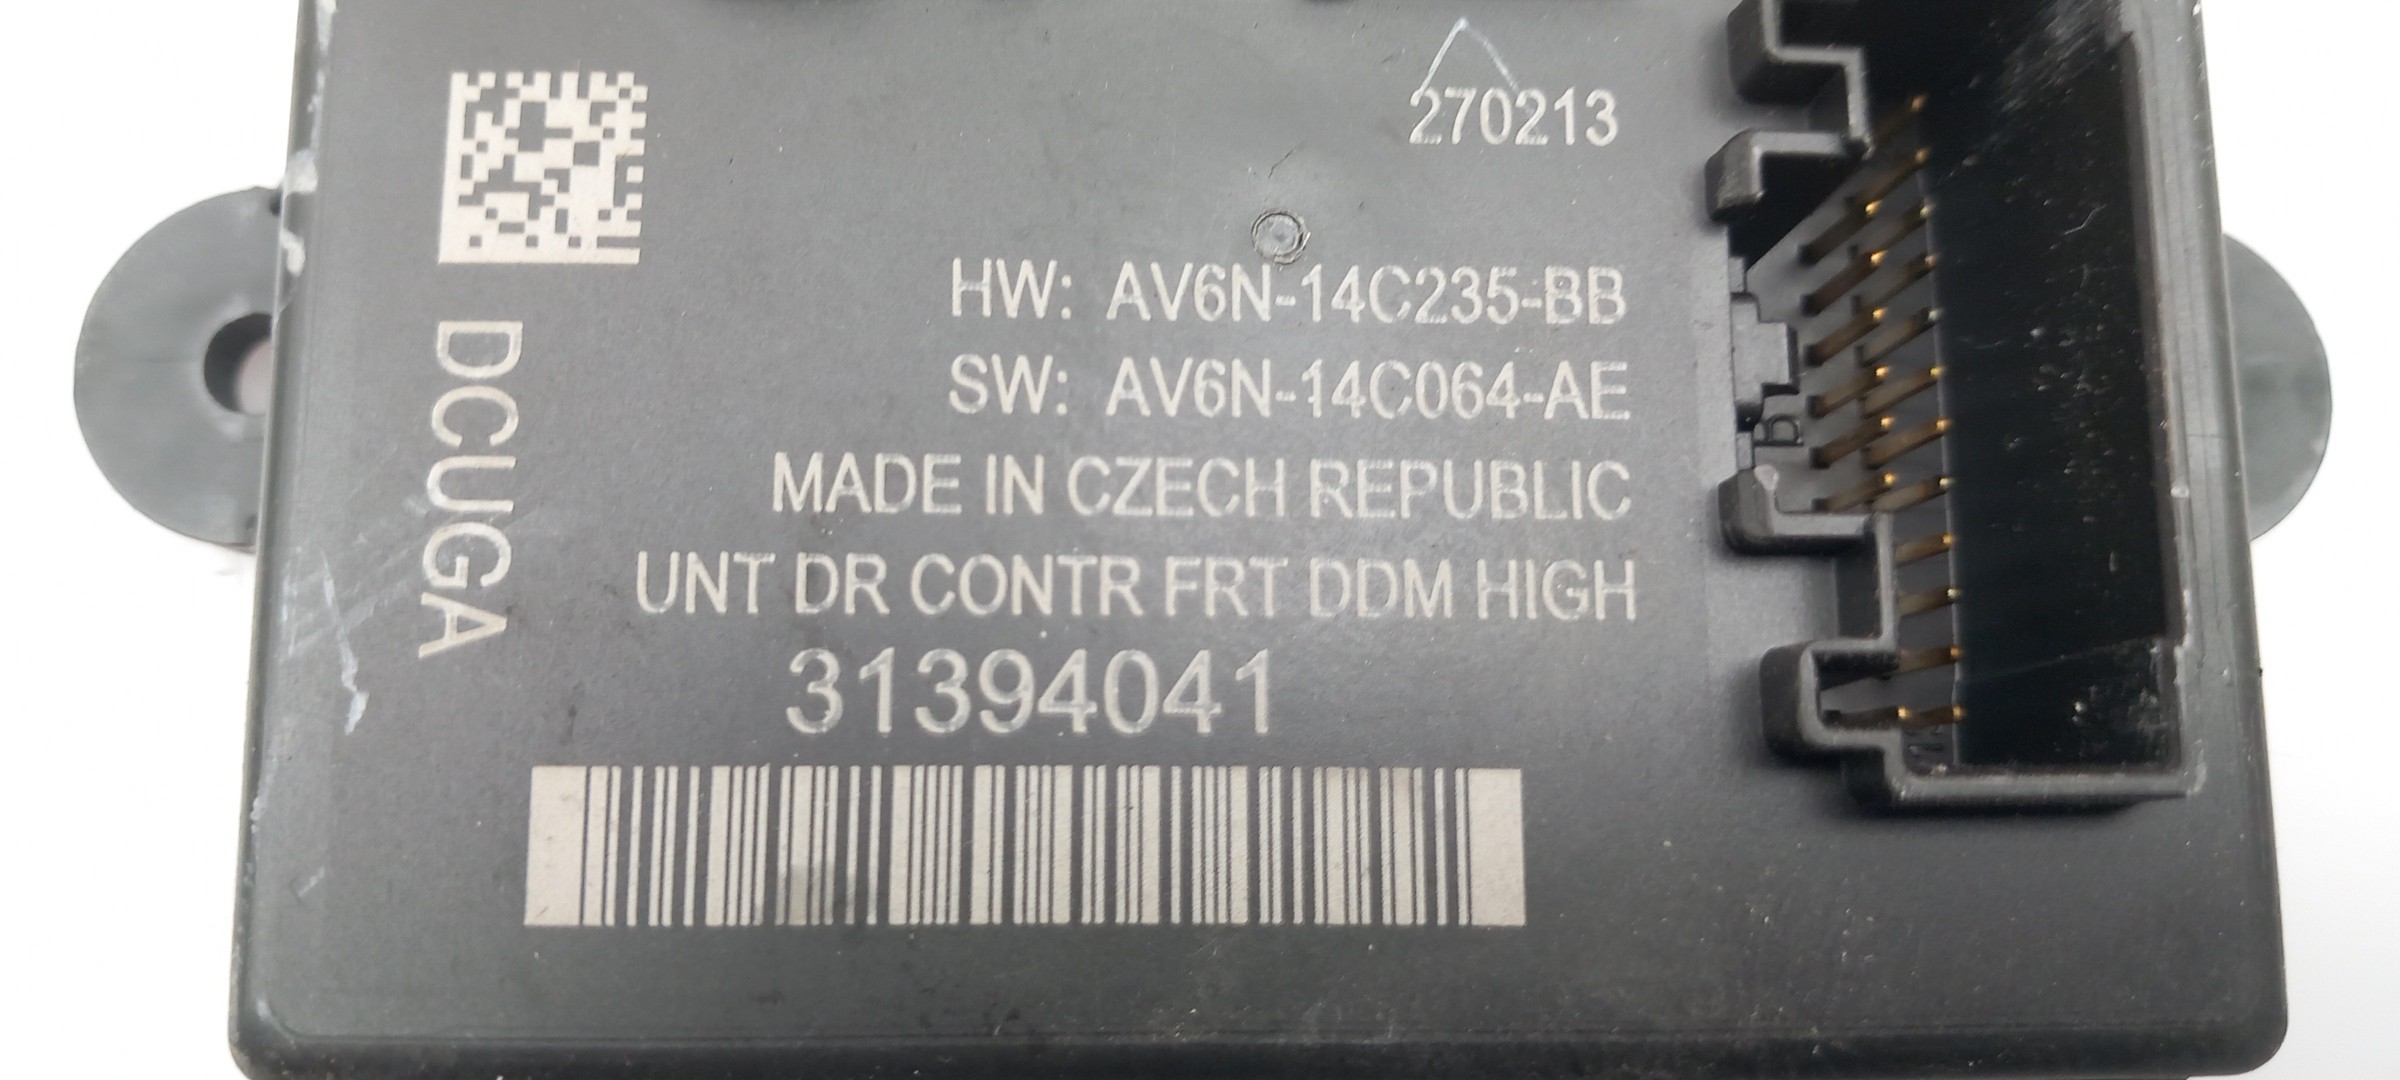 270213
HW: AV6N-14C235-BB
SW: AV6N-14C064-AE
MADE IN CZECH REPUBLIC
UNT DR CONTR FRT DDM HIGH
31394041
DCUGA